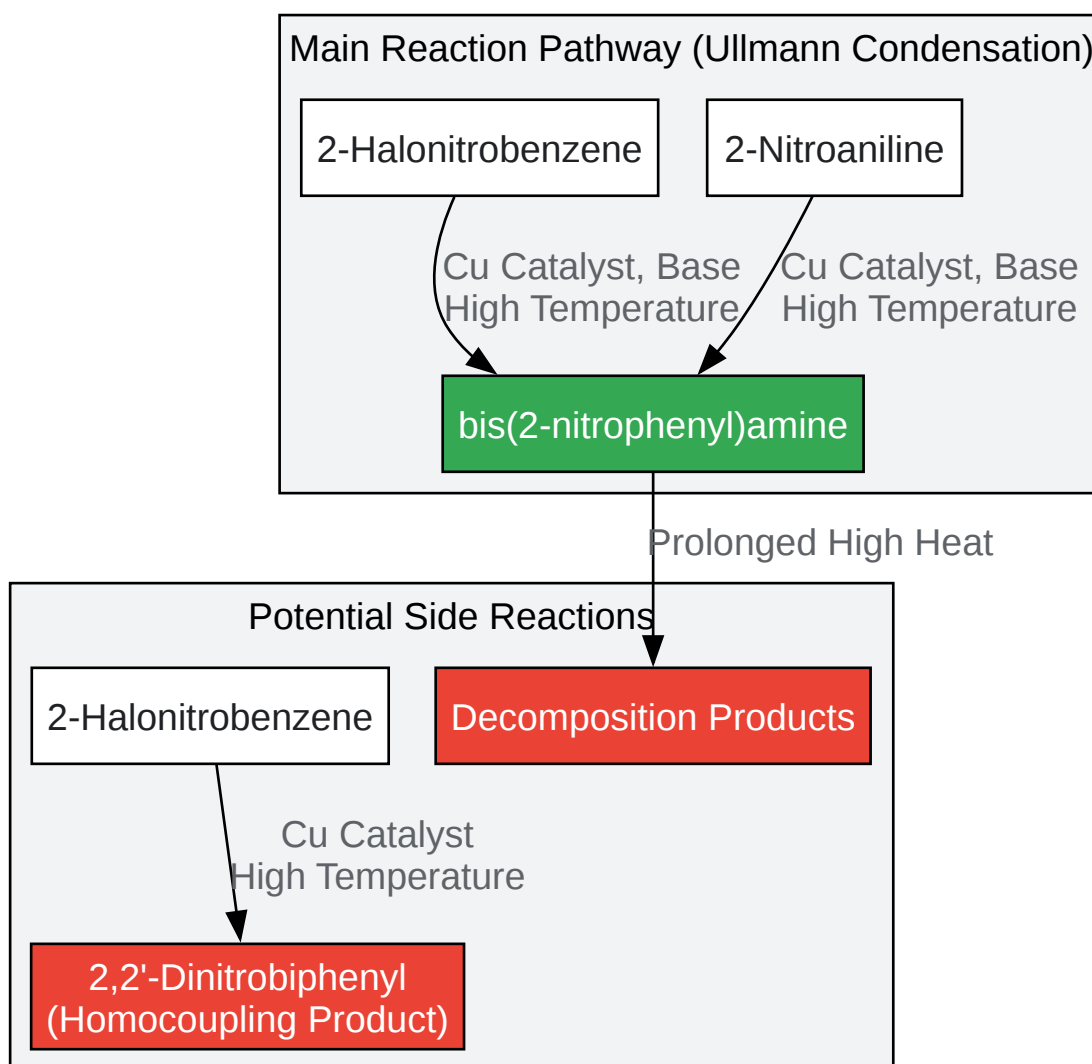 Main Reaction Pathway (Ullmann Condensation)
2-Halonitrobenzene
2-Nitroaniline
Cu Catalyst, Base
High Temperature
Cu Catalyst, Base
High Temperature
bis(2-nitrophenyl)amine
Prolonged High Heat
Potential Side Reactions
2-Halonitrobenzene
Decomposition Products
Cu Catalyst
High Temperature
2,2'-Dinitrobiphenyl
(Homocoupling Product)